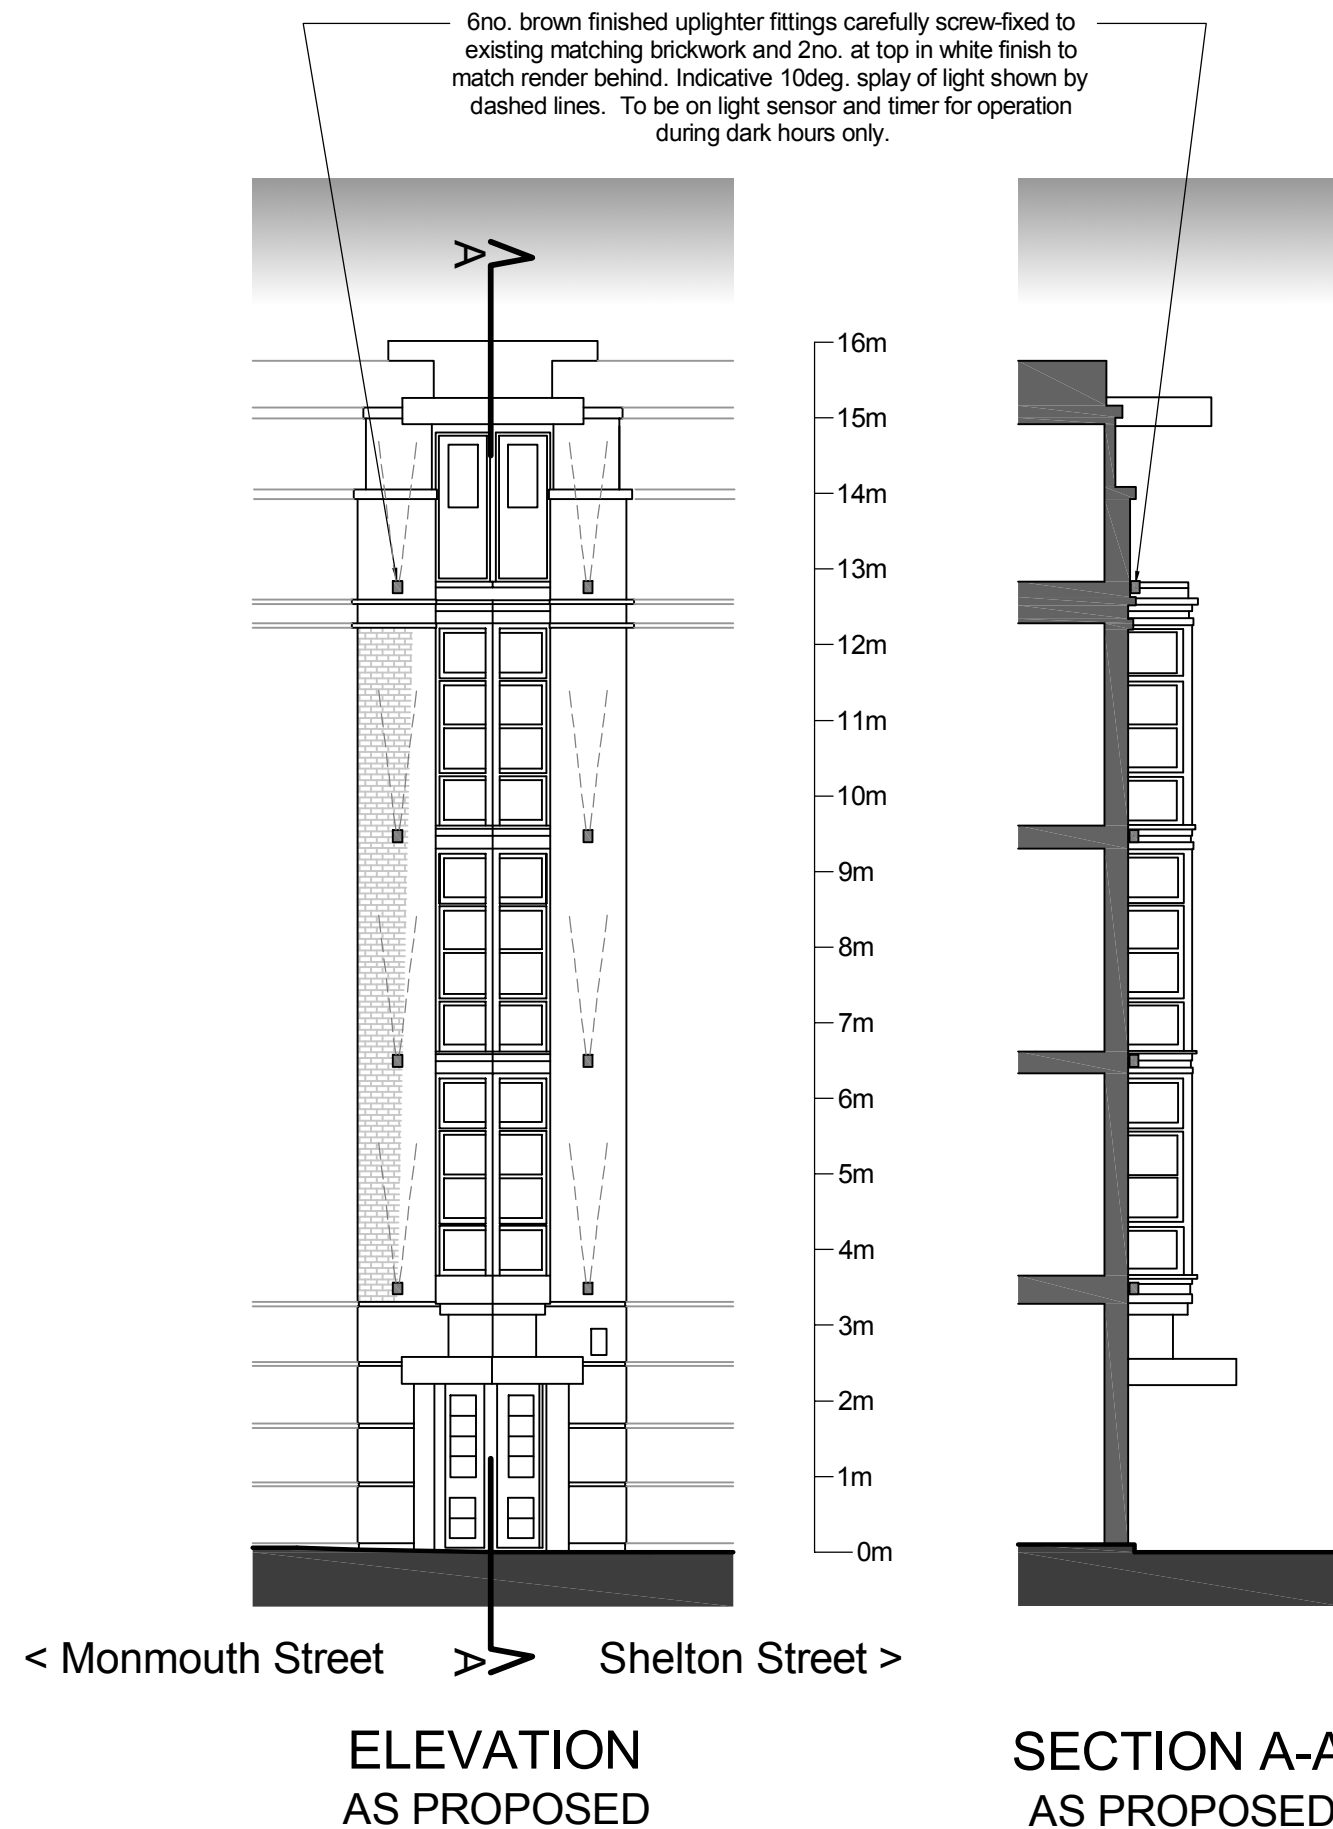 6no. brown finished uplighter fittings carefully screw-fixed to
existing matching brickwork and 2no. at top in white finish to
match render behind. Indicative 10deg. splay of light shown by
dashed lines. To be on light sensor and timer for operation
during dark hours only.
A
16m
15m
14m
13m
12m
11m
10m
9m
8m
7m
6m
5m
4m
3m
2m
1m
0m
< Monmouth Street
A
Shelton Street >
ELEVATION
AS PROPOSED
SECTION A-A
AS PROPOSED